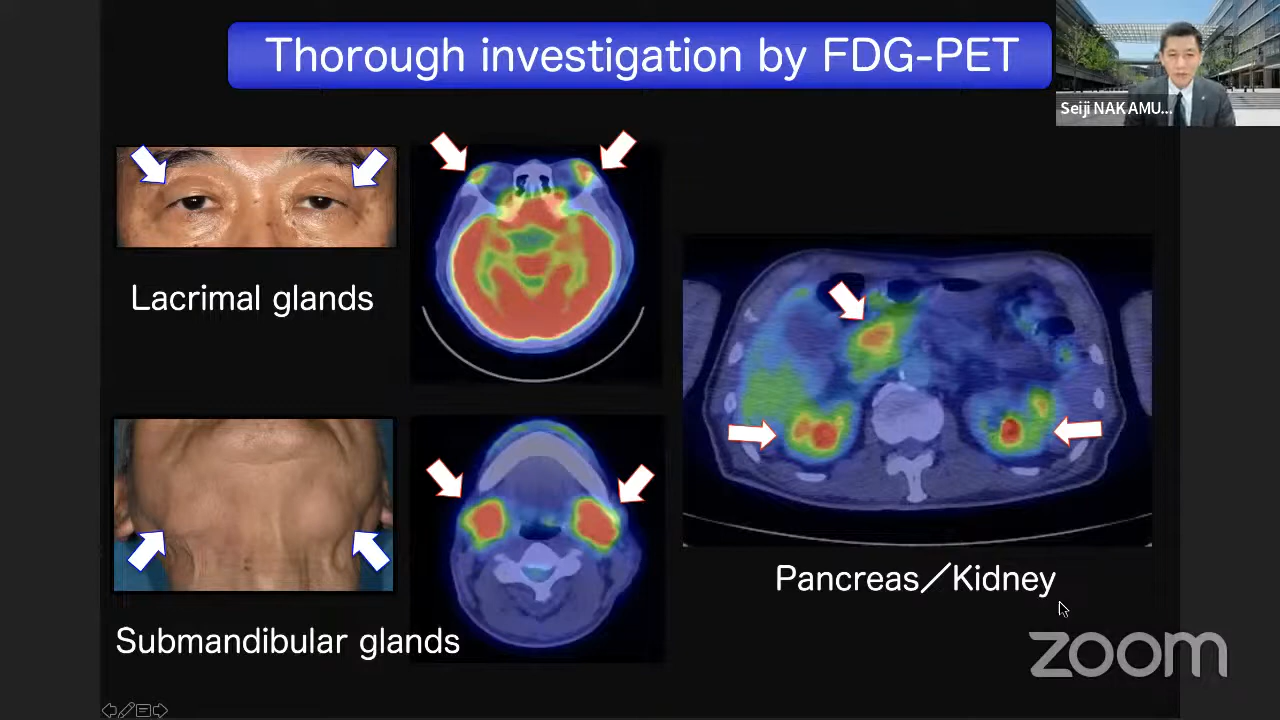 Thorough investigation by FDG-PET
Seiji NAKAMU...
Lacrimal glands
Pancreas／Kidney
Submandibular glands
zoom